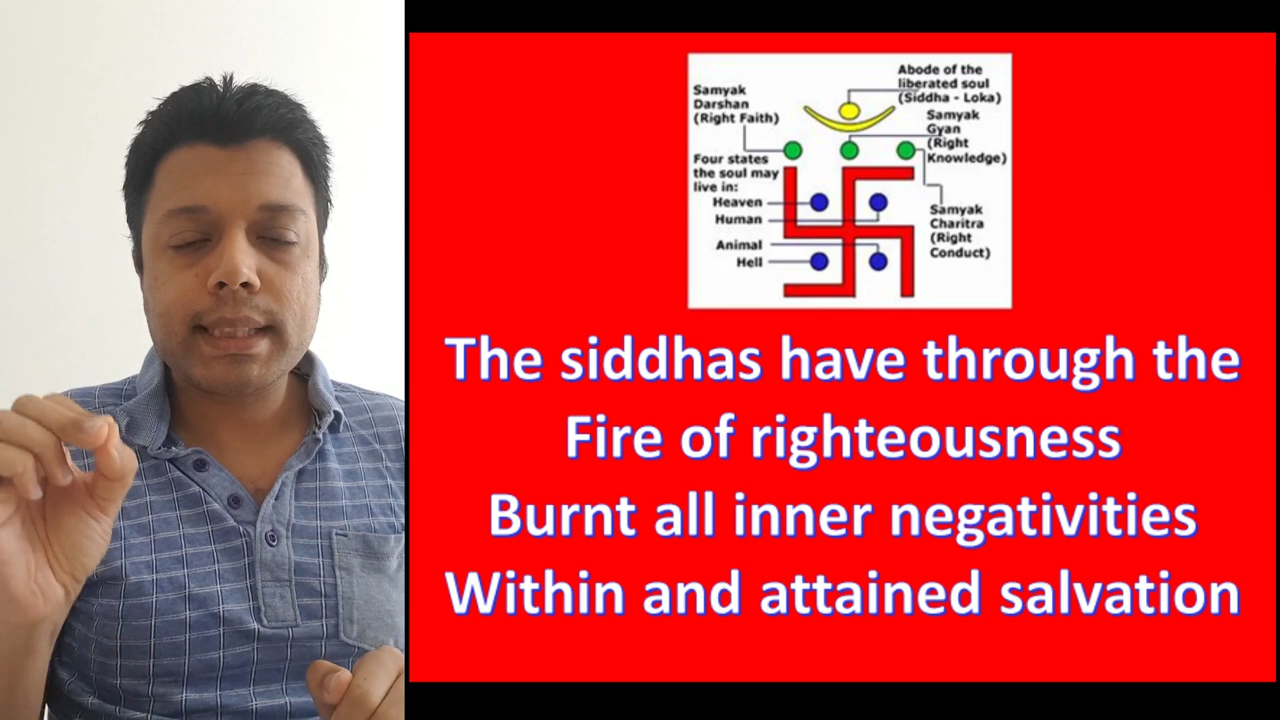 Abode of the
liberated soul
(Siddha - Loka)
Samyak
Darshan
(Right Faith)
Samyak
Gyan
(Right
Knowledge)
Four states
the soul may
live in:
Heaven
Human
Animal
Hell
Samyak
Charitra
(Right
Conduct)
The siddhas have through the
Fire of righteousness
Burnt all inner negativities
Within and attained salvation